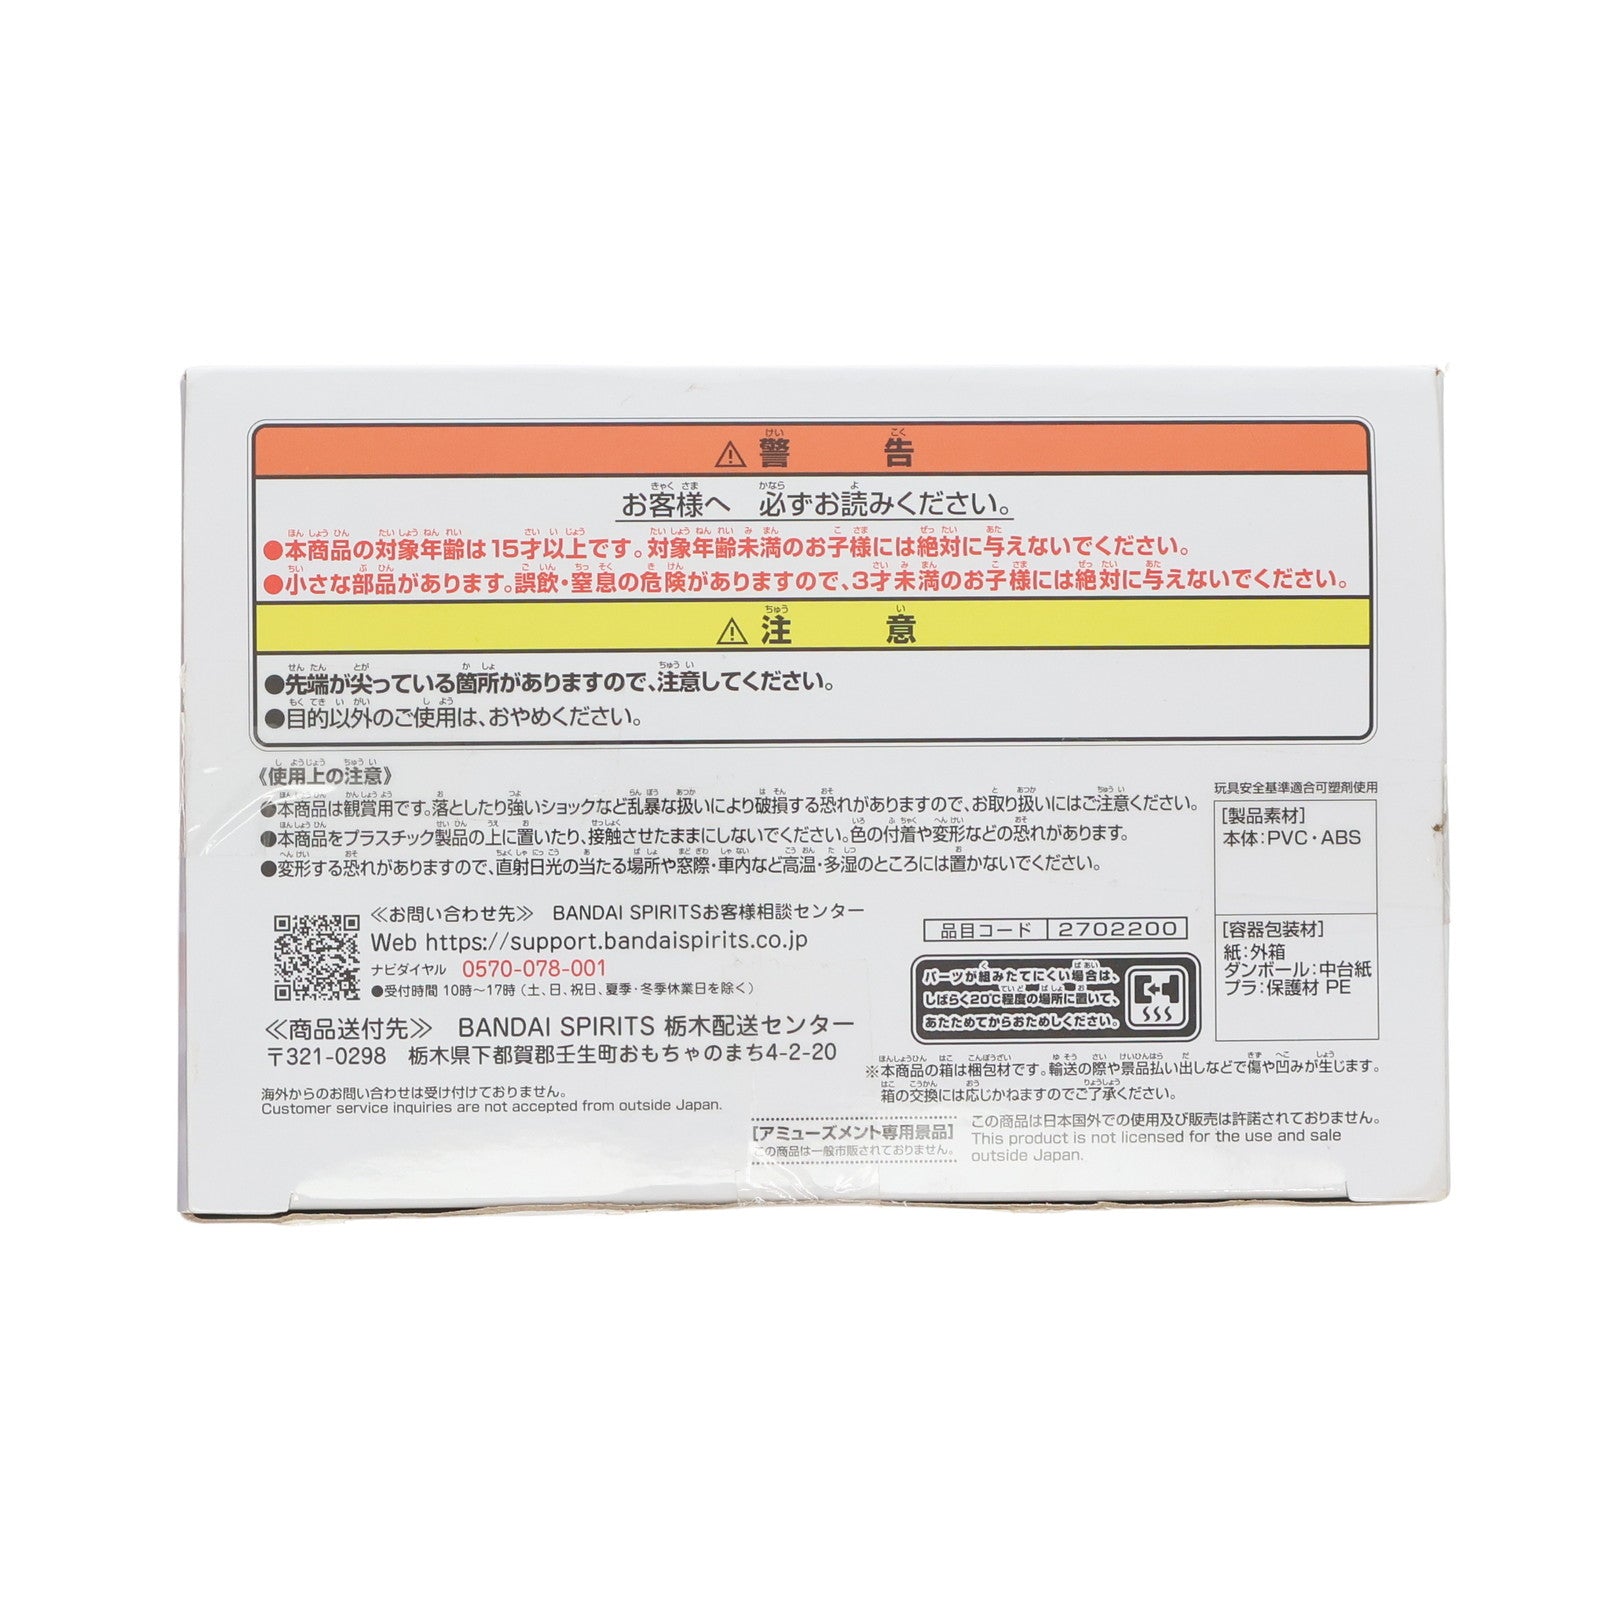 ⚠警告
お客様へ 必ずお読みください。
●本商品の対象年齢は15才以上です。対象年齢未満のお子様には絶対に与えないでください。
●小さな部品があります。誤飲・窒息の危険がありますので、3才未満のお子様には絶対に与えないでください。
⚠注意
●先端が尖っている箇所がありますので、注意してください。
●目的以外のご使用は、おやめください。
《使用上の注意》
●本商品は観賞用です。落としたり強いショックなど乱暴な扱いにより破損する恐れがありますので、お取り扱いにはご注意ください。
●本商品をプラスチック製品の上に置いたり、接触させたままにしないでください。色の付着や変形などの恐れがあります。
●変形する恐れがありますので、直射日光の当たる場所や窓際・車内など高温・多湿のところには置かないでください。
玩具安全基準適合可塑剤使用
[製品素材]
本体:PVC・ABS
[容器包装材]
紙:外箱
ダンボール:中台紙
プラ:保護材 PE
≪お問い合わせ先≫ BANDAI SPIRITSお客様相談センター
Web https://support.bandaispirits.co.jp
ナビダイヤル 0570-078-001
●受付時間 10時〜17時(土、日、祝日、夏季・冬季休業日を除く)
≪商品送付先≫ BANDAI SPIRITS 栃木配送センター
〒321-0298 栃木県下都賀郡壬生町おもちゃのまち4-2-20
海外からのお問い合わせは受け付けておりません。
Customer service inquiries are not accepted from outside Japan.
品目コード 2702200
パーツが組みたてにくい場合は、
しばらく20℃程度の場所に置いて、
あたためてからおためしください。
※本商品の箱は梱包材です。輸送の際や景品払い出しなどで傷や凹みが生じます。
箱の交換には応じかねますのでご了承ください。
[アミューズメント専用景品]
この商品は一般市販されておりません。
この商品は日本国外での使用及び販売は許諾されておりません。
This product is not licensed for the use and sale
outside Japan.